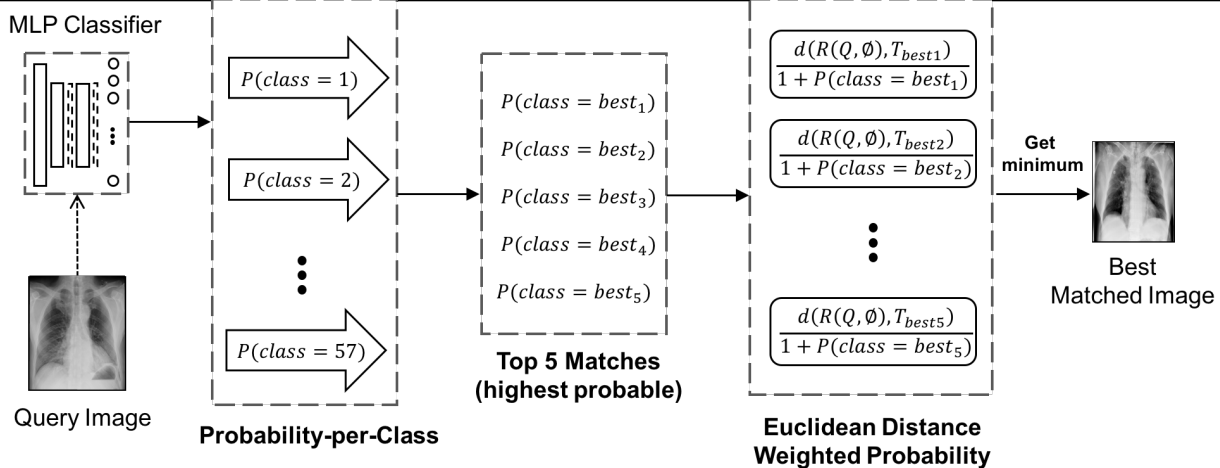 MLP Classifier
Query Image
P(class = 1)
P(class = 2)
P(class = 57)
Probability-per-Class
P(class = best₁)
P(class = best₂)
P(class = best₃)
P(class = best₄)
P(class = best₅)
Top 5 Matches
(highest probable)
d(R(Q, ∅), T_best1)
1 + P(class = best₁)
d(R(Q, ∅), T_best2)
1 + P(class = best₂)
d(R(Q, ∅), T_best5)
1 + P(class = best₅)
Euclidean Distance
Weighted Probability
Get
minimum
Best
Matched Image